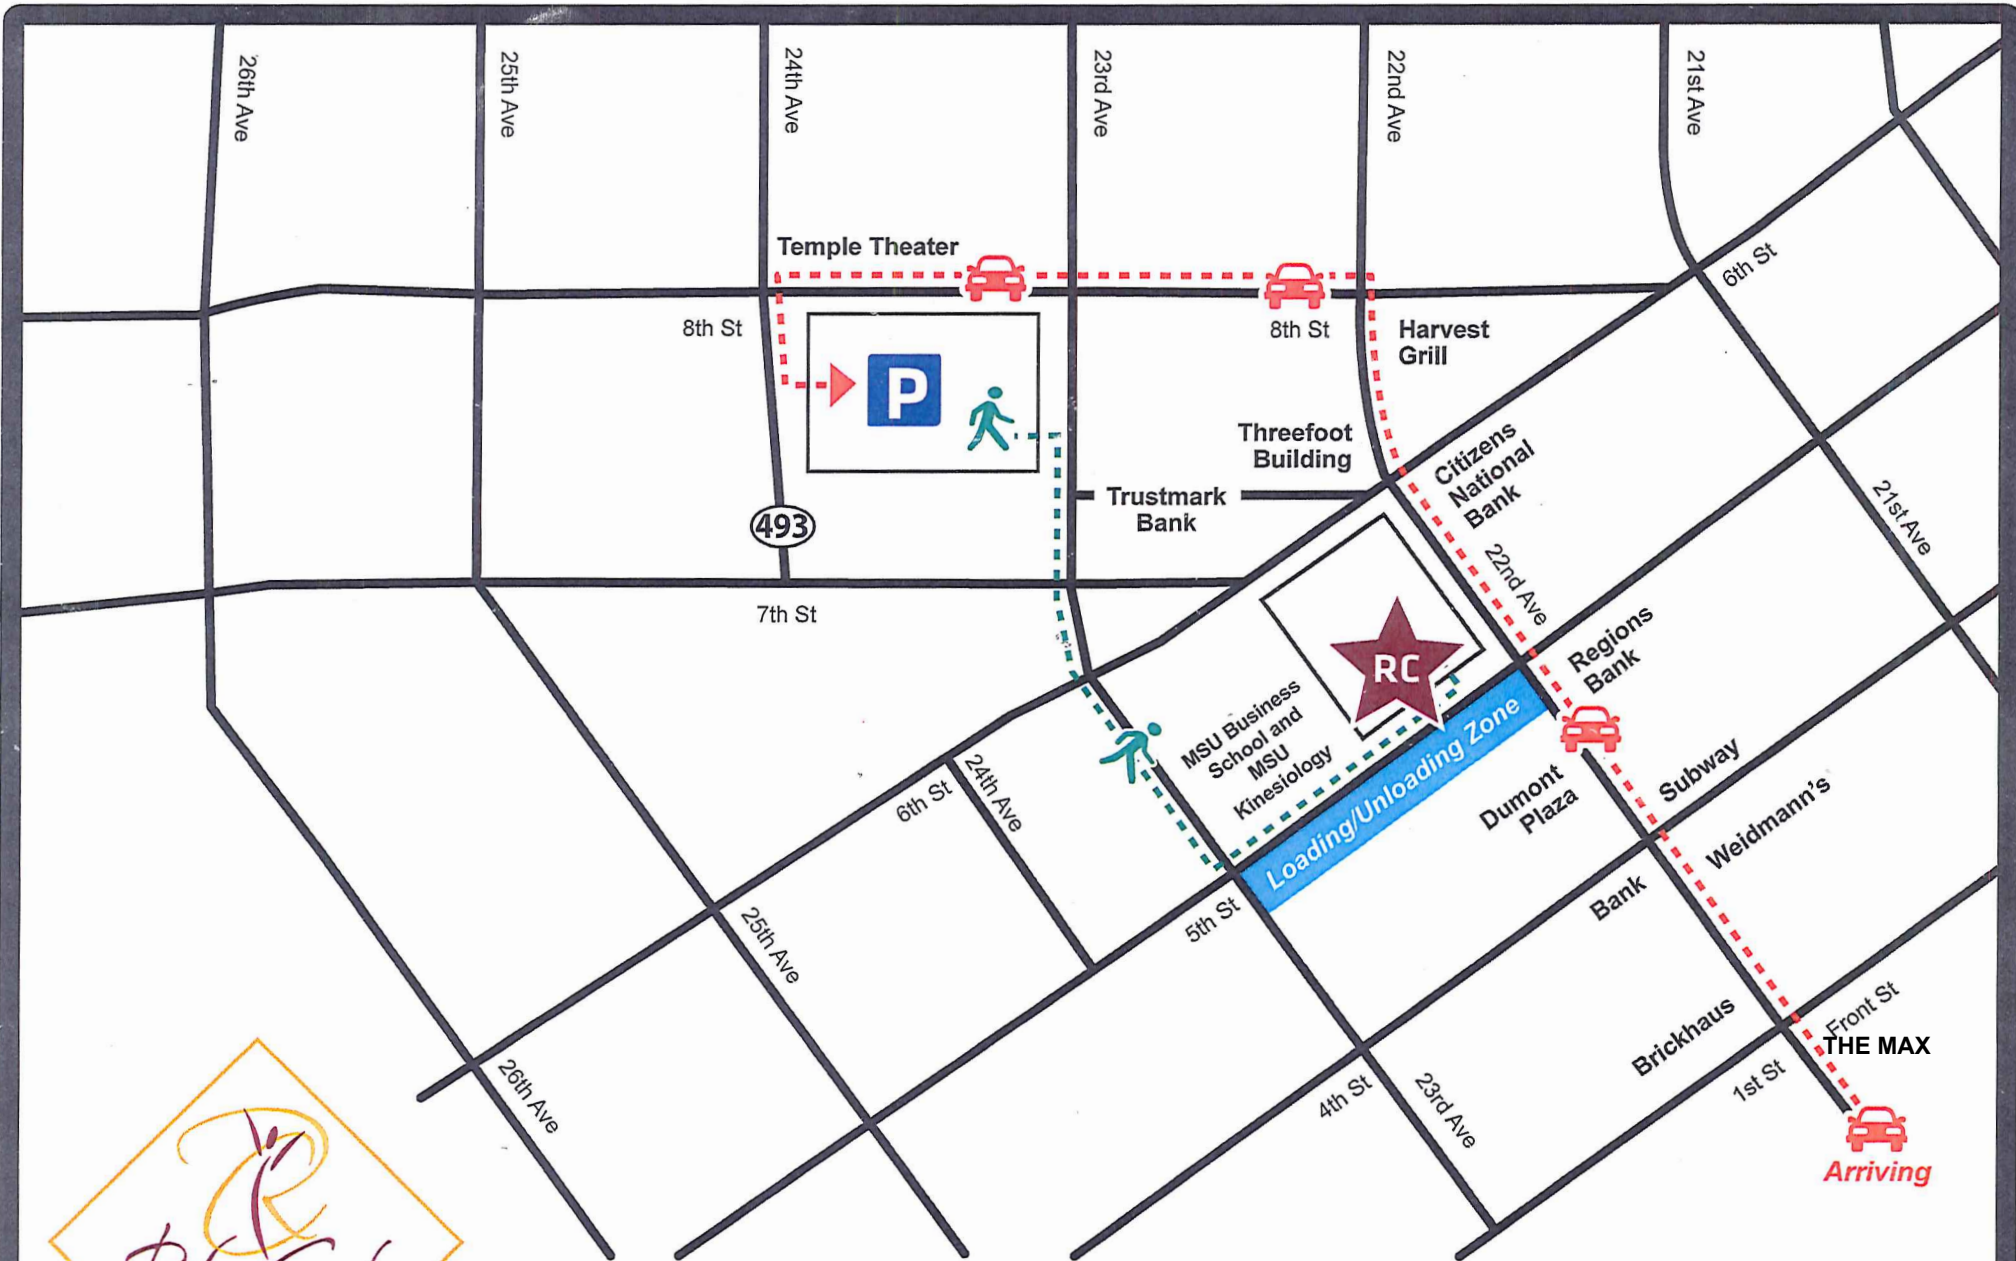 26th Ave
25th Ave
24th Ave
23rd Ave
22nd Ave
21st Ave
Temple Theater
6th St
8th St
8th St
Harvest
Grill
P
Threefoot
Building
Citizens
National
Bank
Trustmark
Bank
493
21st Ave
22nd Ave
7th St
Regions
Bank
RC
MSU Business
School and
MSU
Kinesiology
Loading/Unloading Zone
Dumont
Plaza
Subway
Weidmann's
6th St
24th Ave
Bank
5th St
25th Ave
Brickhaus
Front St
THE MAX
1st St
4th St
23rd Ave
26th Ave
Arriving